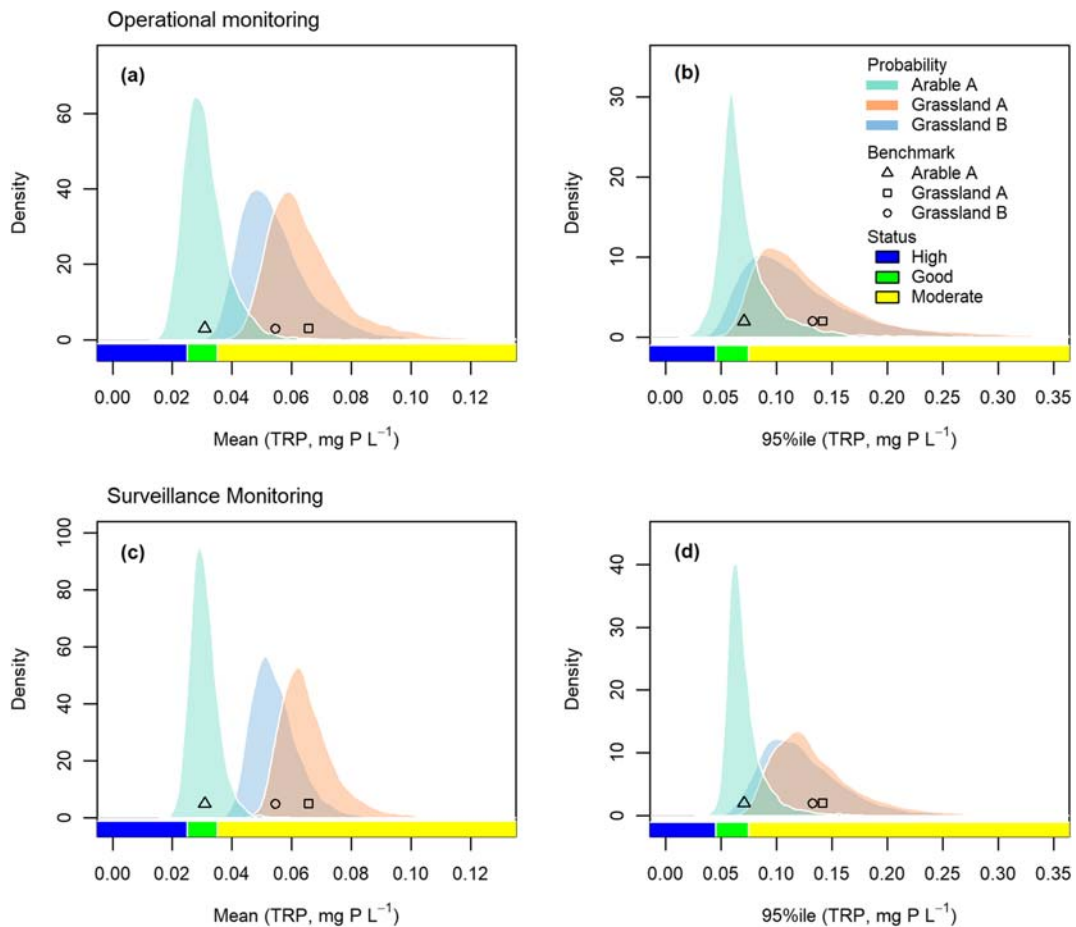 Operational monitoring
(a)
Density
0
20
40
60
0.00 0.02 0.04 0.06 0.08 0.10 0.12
Mean (TRP, mg P L⁻¹)
(b)
Density
0
10
20
30
0.00 0.05 0.10 0.15 0.20 0.25 0.30 0.35
95%ile (TRP, mg P L⁻¹)
Probability
Arable A
Grassland A
Grassland B
Benchmark
Arable A
Grassland A
Grassland B
Status
High
Good
Moderate
Surveillance Monitoring
(c)
Density
0
20
40
60
80
100
0.00 0.02 0.04 0.06 0.08 0.10 0.12
Mean (TRP, mg P L⁻¹)
(d)
Density
0
10
20
30
40
0.00 0.05 0.10 0.15 0.20 0.25 0.30 0.35
95%ile (TRP, mg P L⁻¹)